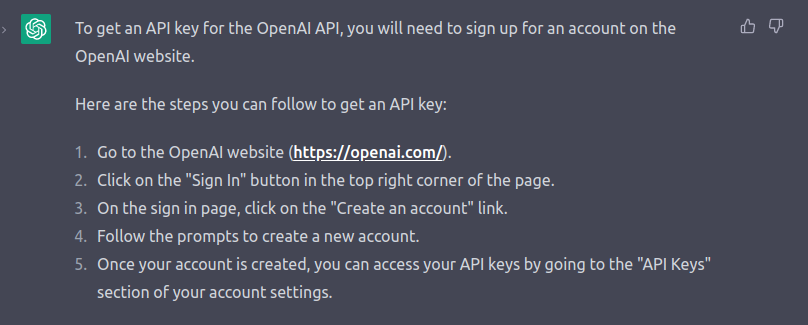 To get an API key for the OpenAI API, you will need to sign up for an account on the
OpenAI website.
Here are the steps you can follow to get an API key:
1. Go to the OpenAI website (https://openai.com/).
2. Click on the "Sign In" button in the top right corner of the page.
3. On the sign in page, click on the "Create an account" link.
4. Follow the prompts to create a new account.
5. Once your account is created, you can access your API keys by going to the "API Keys"
section of your account settings.